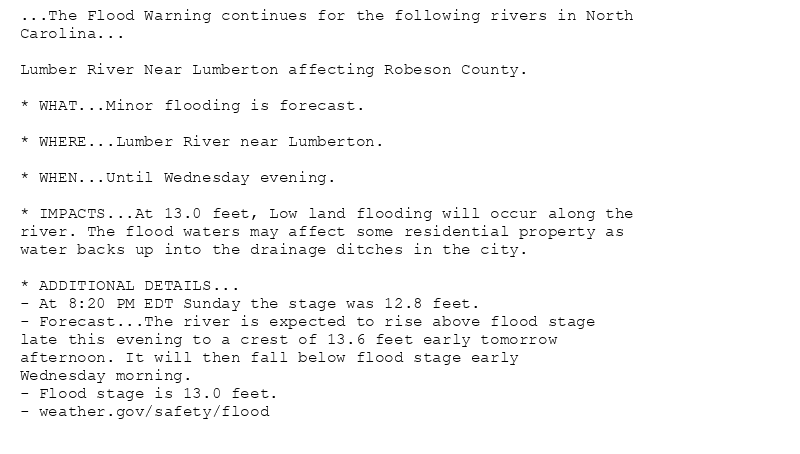 ...The Flood Warning continues for the following rivers in North
Carolina...
Lumber River Near Lumberton affecting Robeson County.
* WHAT...Minor flooding is forecast.
* WHERE...Lumber River near Lumberton.
* WHEN...Until Wednesday evening.
* IMPACTS...At 13.0 feet, Low land flooding will occur along the
river. The flood waters may affect some residential property as
water backs up into the drainage ditches in the city.
* ADDITIONAL DETAILS...
- At 8:20 PM EDT Sunday the stage was 12.8 feet.
- Forecast...The river is expected to rise above flood stage
late this evening to a crest of 13.6 feet early tomorrow
afternoon. It will then fall below flood stage early
Wednesday morning.
- Flood stage is 13.0 feet.
- weather.gov/safety/flood